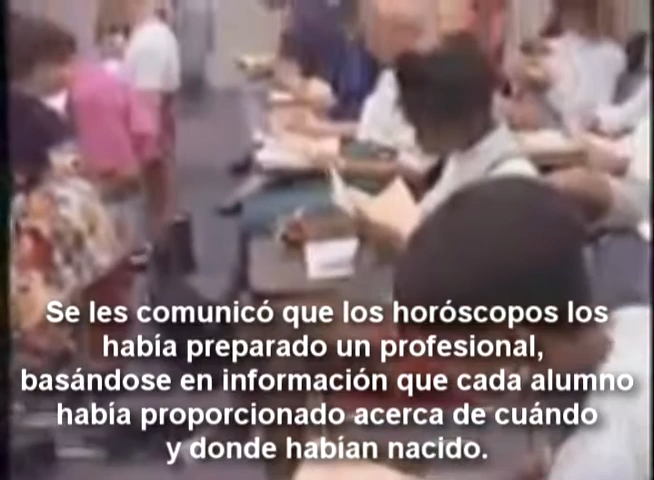 Se les comunicó que los horóscopos los
había preparado un profesional,
basándose en información que cada alumno
había proporcionado acerca de cuándo
y donde habían nacido.